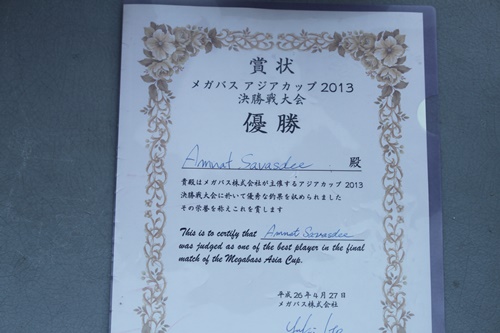 賞状
メガバス アジアカップ 2013
決勝戦大会
優勝
Amnat Savasdee 殿
貴殿はメガバス株式会社が主催するアジアカップ 2013
決勝戦大会に於いて優秀な釣果を収められました
その栄誉を称えこれを賞します
This is to certify that Amnat Savasdee
was judged as one of the best player in the final
match of the Megabass Asia Cup.
平成 26 年 4 月 27 日
メガバス株式会社
Yuki Ito